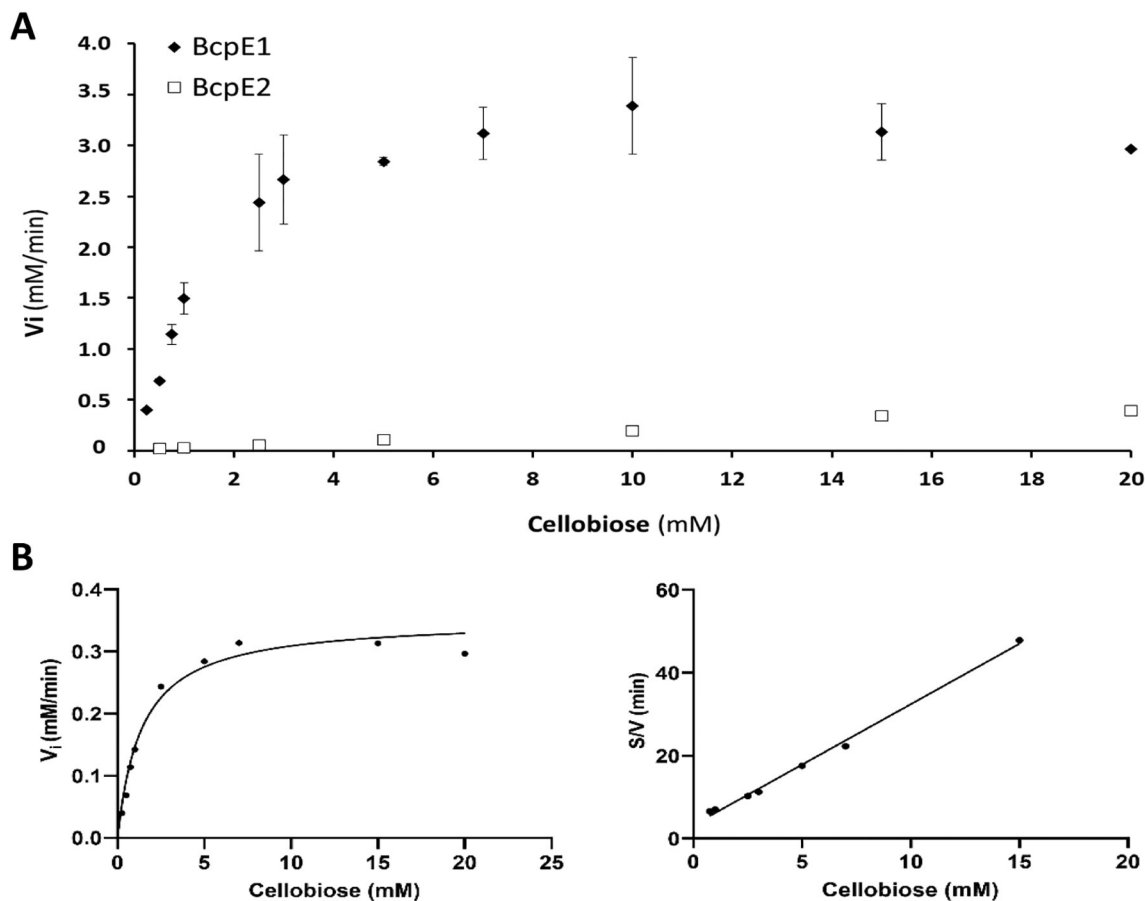 A
BcpE1
BcpE2
4.0
3.5
3.0
2.5
2.0
1.5
1.0
0.5
0
Vi (mM/min)
0 2 4 6 8 10 12 14 16 18 20
Cellobiose (mM)
B
0.4
0.3
0.2
0.1
0.0
Vi (mM/min)
0 5 10 15 20 25
Cellobiose (mM)
60
40
20
0
S/V (min)
0 5 10 15 20
Cellobiose (mM)